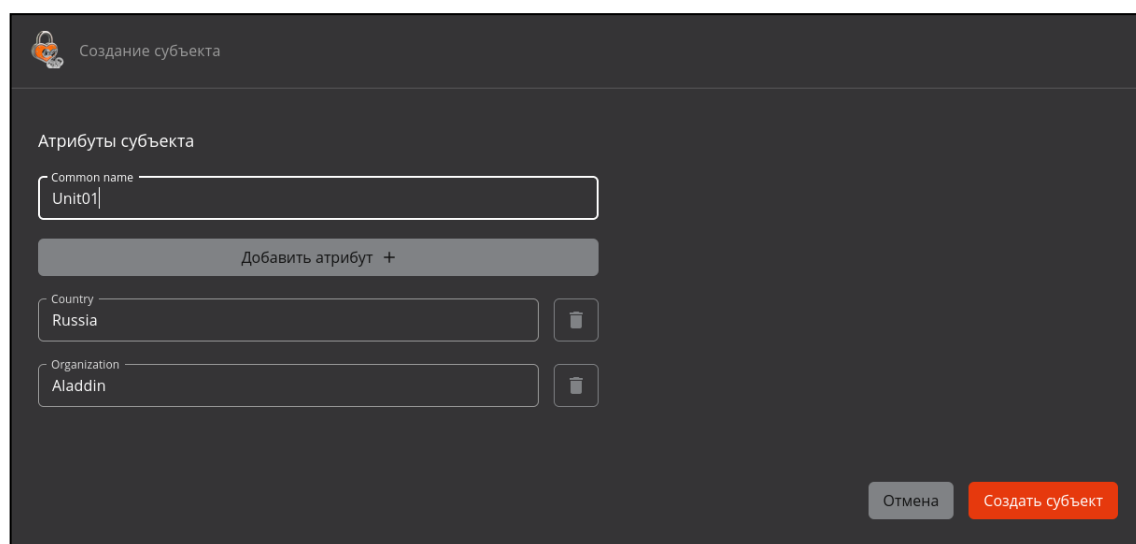 Создание субъекта
Атрибуты субъекта
Common name
Unit01
Добавить атрибут +
Country
Russia
Organization
Aladdin
Отмена Создать субъект